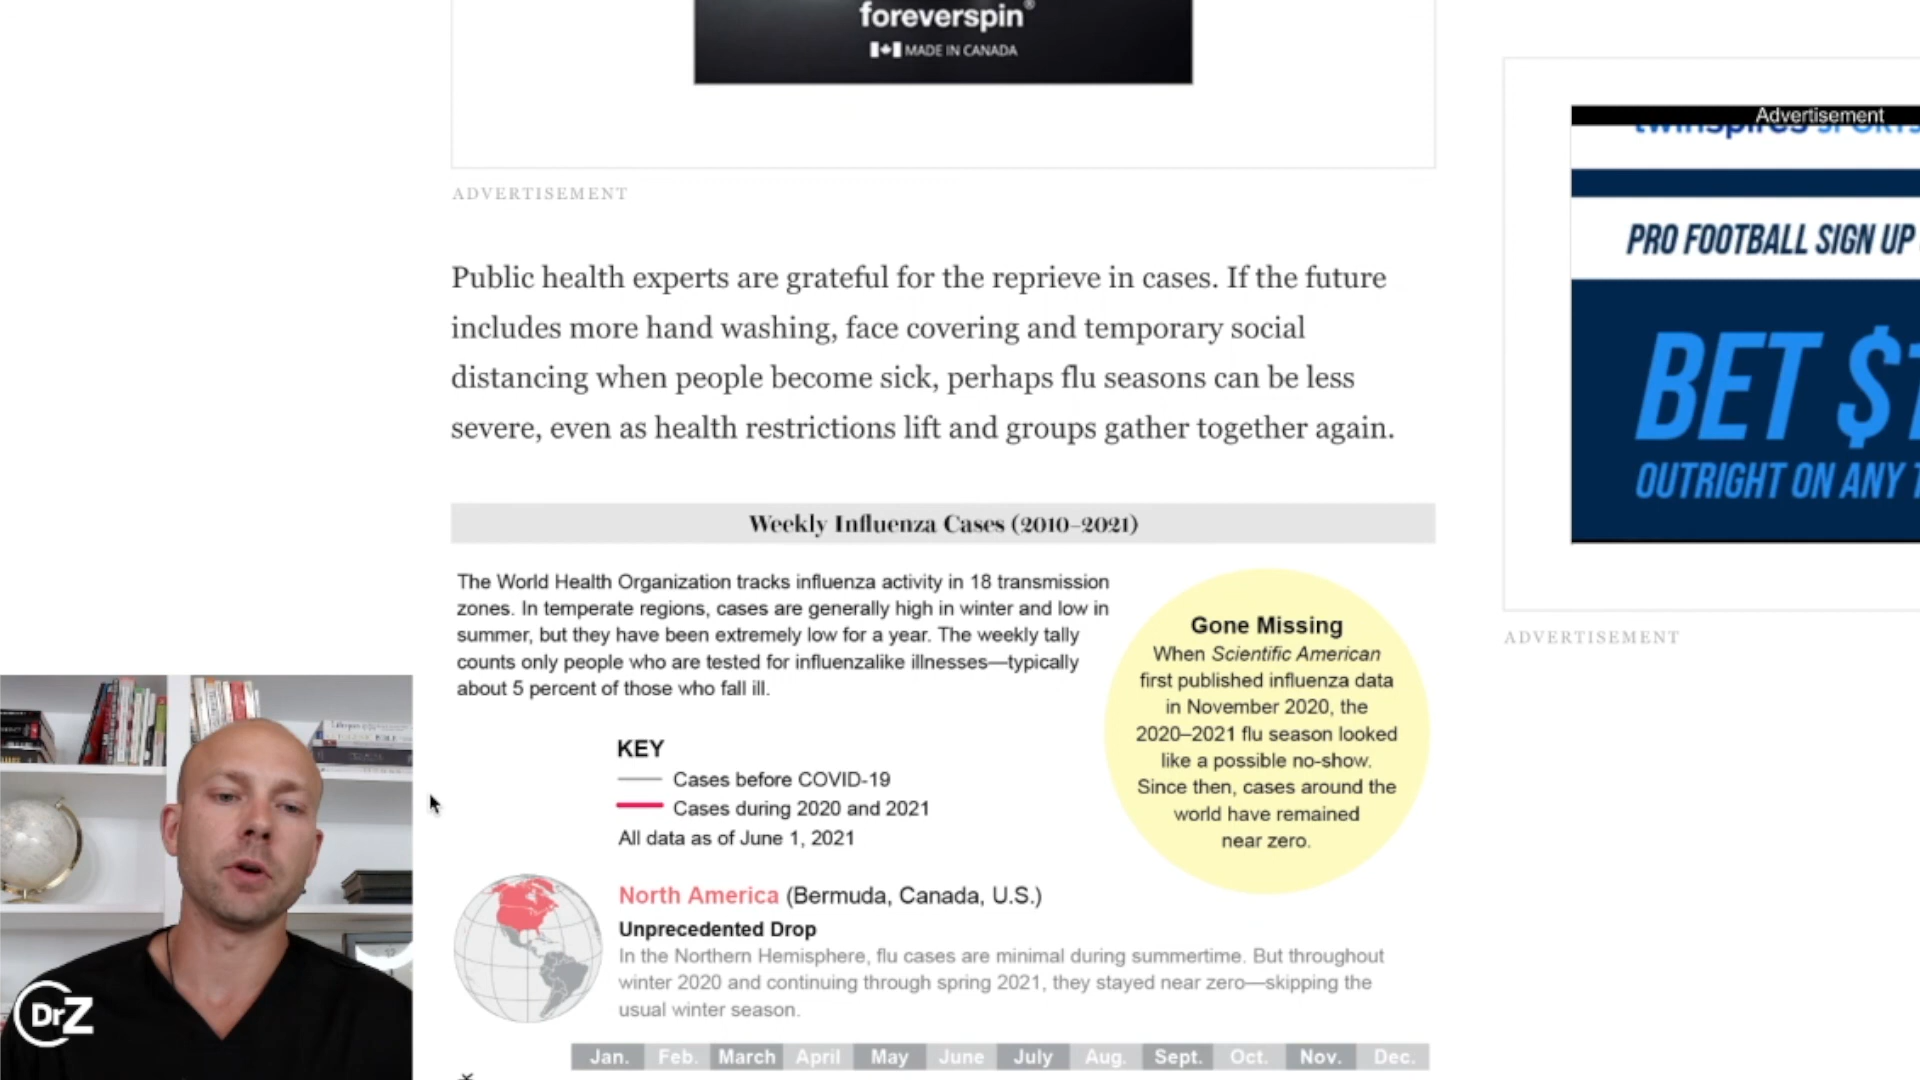 foreverspin®
MADE IN CANADA
ADVERTISEMENT
Advertisement
twinspires SPORTS
PRO FOOTBALL SIGN UP
BET $
OUTRIGHT ON ANY
ADVERTISEMENT
Public health experts are grateful for the reprieve in cases. If the future
includes more hand washing, face covering and temporary social
distancing when people become sick, perhaps flu seasons can be less
severe, even as health restrictions lift and groups gather together again.
Weekly Influenza Cases (2010–2021)
The World Health Organization tracks influenza activity in 18 transmission
zones. In temperate regions, cases are generally high in winter and low in
summer, but they have been extremely low for a year. The weekly tally
counts only people who are tested for influenzalike illnesses—typically
about 5 percent of those who fall ill.
Gone Missing
When Scientific American
first published influenza data
in November 2020, the
2020–2021 flu season looked
like a possible no-show.
Since then, cases around the
world have remained
near zero.
KEY
Cases before COVID-19
Cases during 2020 and 2021
All data as of June 1, 2021
North America (Bermuda, Canada, U.S.)
Unprecedented Drop
In the Northern Hemisphere, flu cases are minimal during summertime. But throughout
winter 2020 and continuing through spring 2021, they stayed near zero—skipping the
usual winter season.
Jan. Feb. March April May June July Aug. Sept. Oct. Nov. Dec.
DrZ